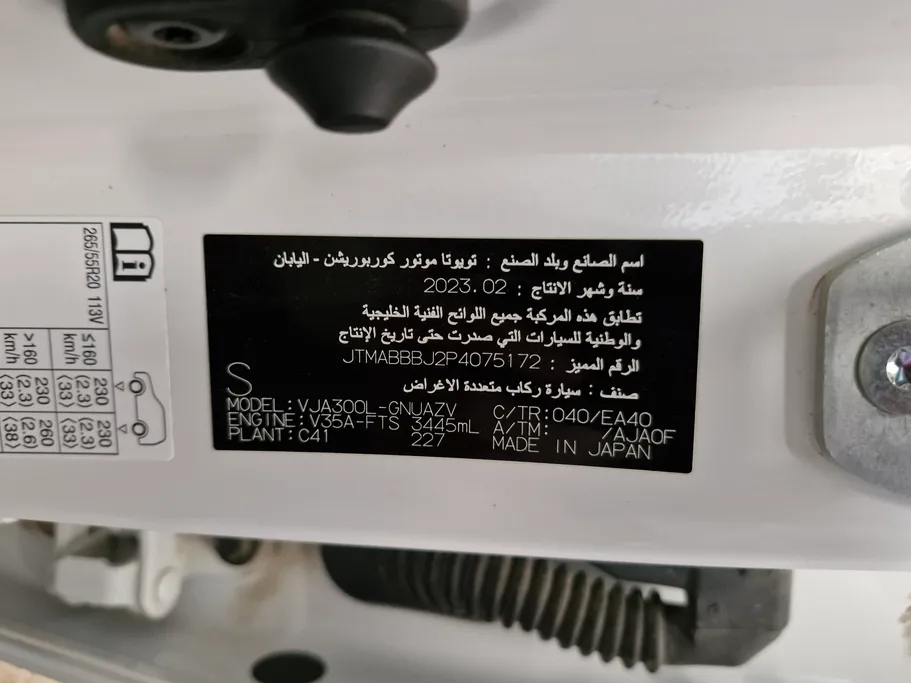 اسم الصانع وبلد الصنع : تويوتا موتور كوربوريشن - اليابان
سنة وشهر الانتاج : 2023.02
تطابق هذه المركبة جميع اللوائح الفنية الخليجية
والوطنية للسيارات التي صدرت حتى تاريخ الإنتاج
الرقم المميز : JTMABBBJ2P4075172
صنف : سيارة ركاب متعددة الاغراض
S
MODEL: VJA300L-GNUAZV C/TR: 040/EA40
ENGINE: V35A-FTS 3445mL A/TM: /AJA0F
PLANT: C41 227 MADE IN JAPAN
265/55R20 113V
≤160 km/h 230 (2.3) ⟨33⟩ 230 (2.3) ⟨33⟩
>160 km/h 230 (2.3) ⟨33⟩ 260 (2.6) ⟨38⟩